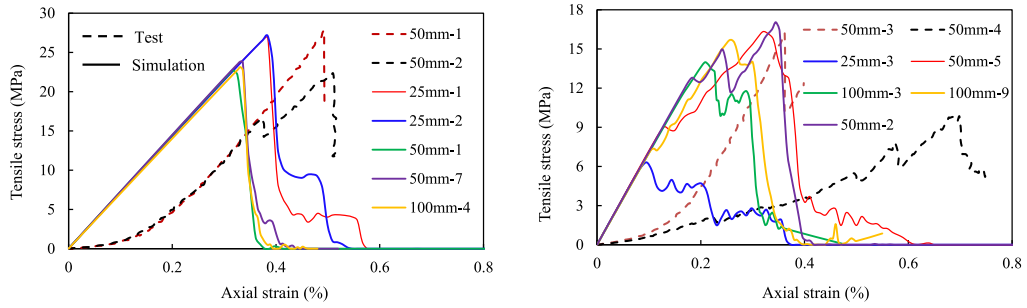 30
25
20
15
10
5
0
0
0.2
0.4
0.6
0.8
Tensile stress (MPa)
Axial strain (%)
Test
Simulation
50mm-1
50mm-2
25mm-1
25mm-2
50mm-1
50mm-7
100mm-4
18
15
12
9
6
3
0
0
0.2
0.4
0.6
0.8
Tensile stress (MPa)
Axial strain (%)
50mm-3
50mm-4
25mm-3
50mm-5
100mm-3
100mm-9
50mm-2